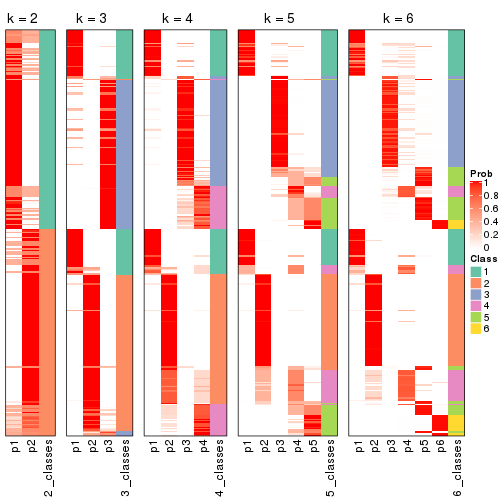 k = 2
k = 3
k = 4
k = 5
k = 6
Prob
1
0.8
0.6
0.4
0.2
0
Class
1
2
3
4
5
6
p1
p2
2_classes
p1
p2
p3
3_classes
p1
p2
p3
p4
4_classes
p1
p2
p3
p4
p5
5_classes
p1
p2
p3
p4
p5
p6
6_classes